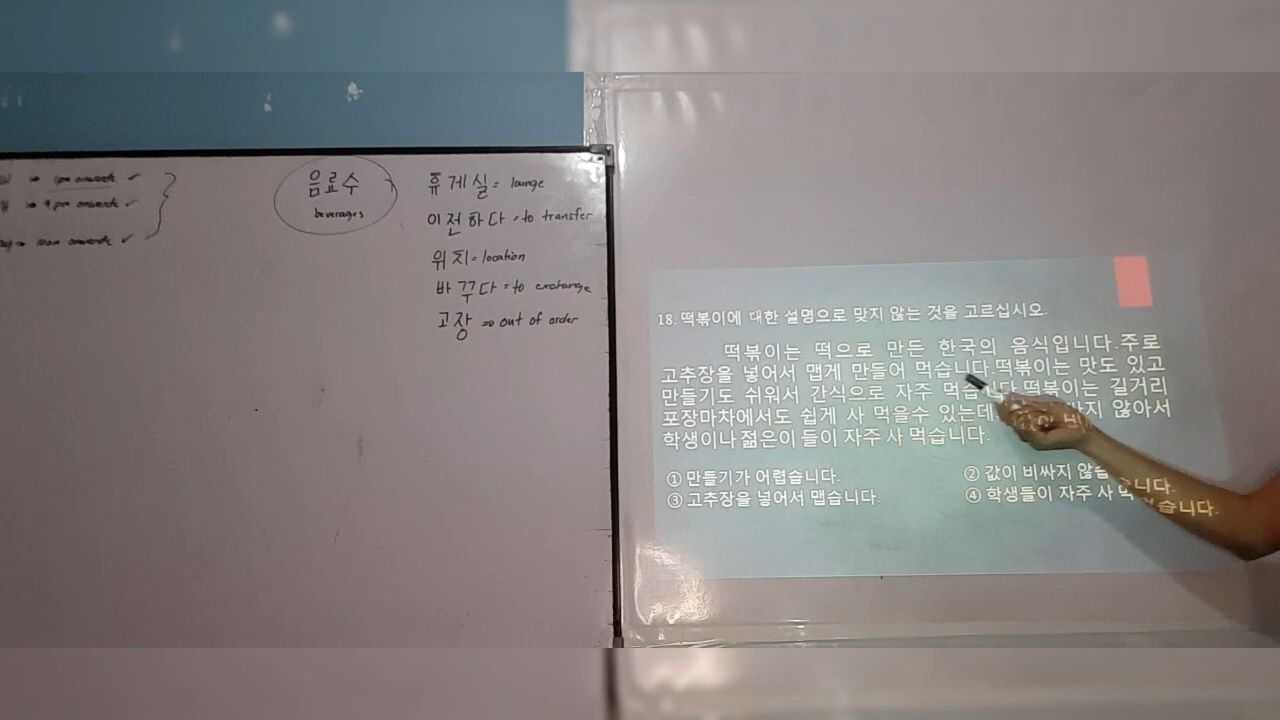 음료수
beverages
휴게실 = lounge
이전하다 = to transfer
위치 = location
바꾸다 = to exchange
고장 => out of order
18. 떡볶이에 대한 설명으로 맞지 않는 것을 고르십시오.
떡볶이는 떡으로 만든 한국의 음식입니다.주로
고추장을 넣어서 맵게 만들어 먹습니다.떡볶이는 맛도 있고
만들기도 쉬워서 간식으로 자주 먹습니다.떡볶이는 길거리
포장마차에서도 쉽게 사 먹을수 있는데 값이 비싸지 않아서
학생이나 젊은이 들이 자주 사 먹습니다.
① 만들기가 어렵습니다.
② 값이 비싸지 않습니다.
③ 고추장을 넣어서 맵습니다.
④ 학생들이 자주 사 먹습니다.